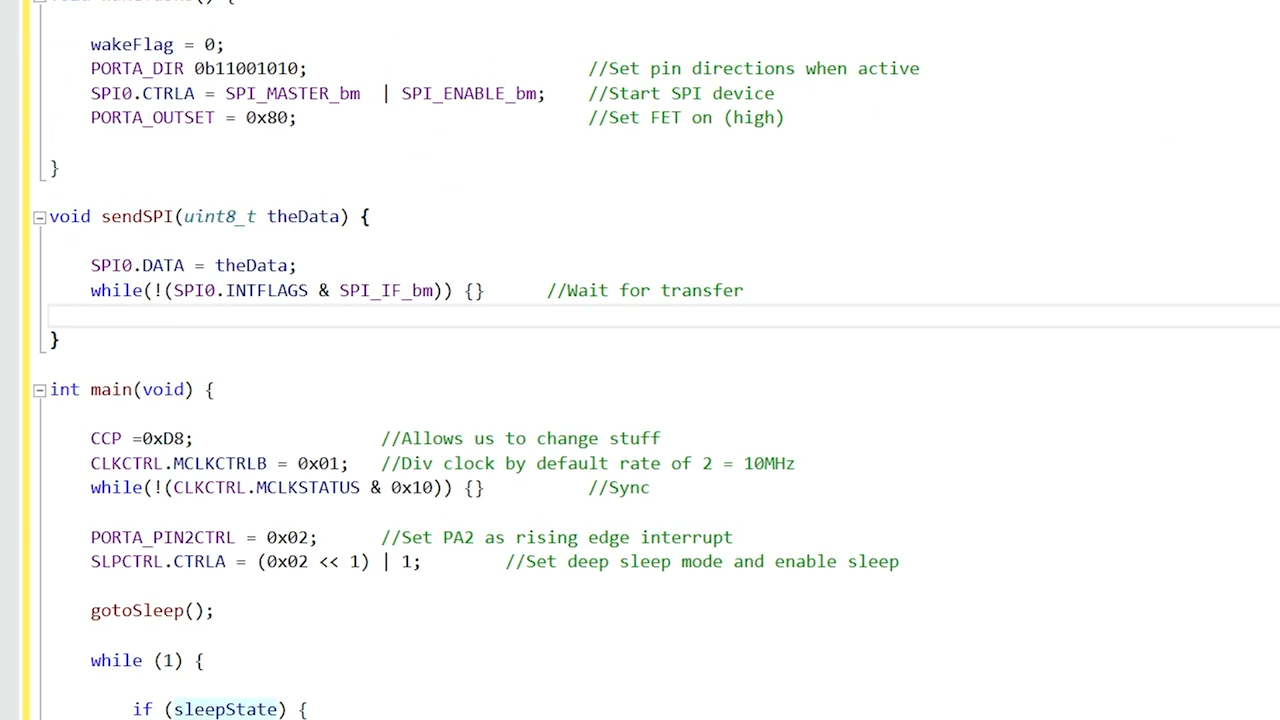 wakeFlag = 0;
PORTA_DIR 0b11001010; //Set pin directions when active
SPI0.CTRLA = SPI_MASTER_bm | SPI_ENABLE_bm; //Start SPI device
PORTA_OUTSET = 0x80; //Set FET on (high)
}
void sendSPI(uint8_t theData) {
SPI0.DATA = theData;
while(!(SPI0.INTFLAGS & SPI_IF_bm)) {} //Wait for transfer
}
int main(void) {
CCP =0xD8; //Allows us to change stuff
CLKCTRL.MCLKCTRLB = 0x01; //Div clock by default rate of 2 = 10MHz
while(!(CLKCTRL.MCLKSTATUS & 0x10)) {} //Sync
PORTA_PIN2CTRL = 0x02; //Set PA2 as rising edge interrupt
SLPCTRL.CTRLA = (0x02 << 1) | 1; //Set deep sleep mode and enable sleep
gotoSleep();
while (1) {
if (sleepState) {